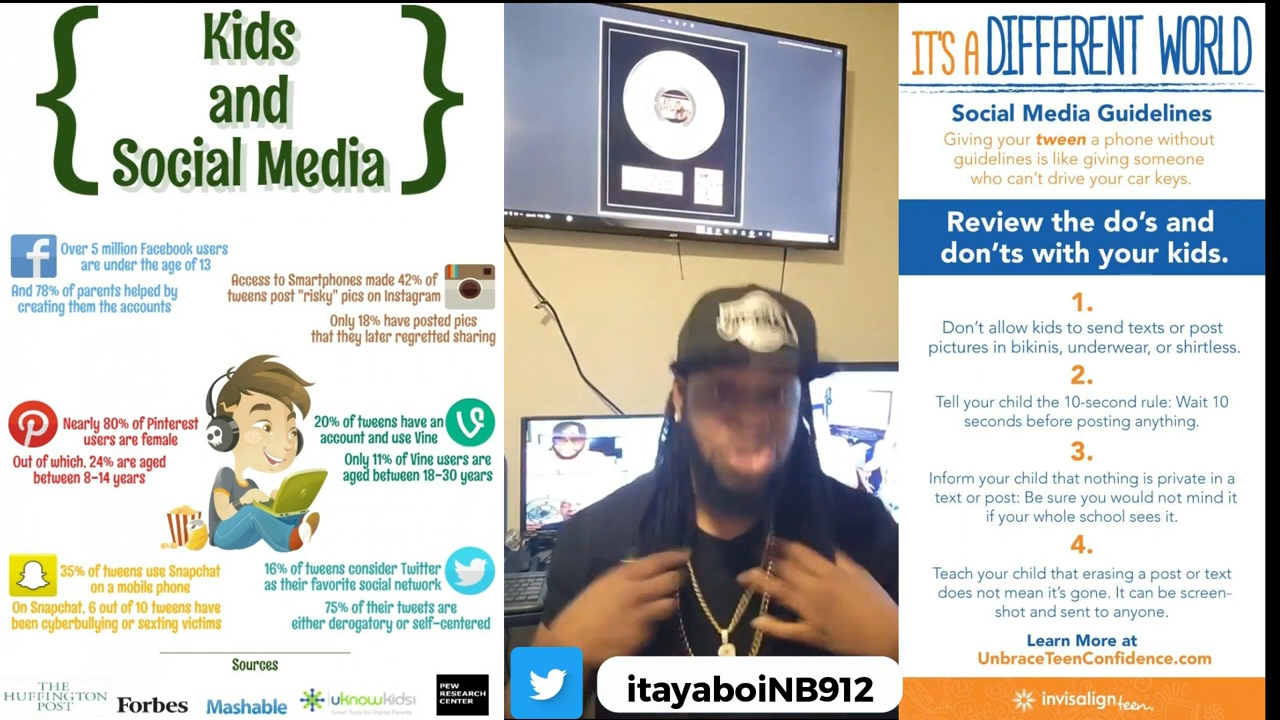 Kids
and
Social Media
Over 5 million Facebook users
are under the age of 13
And 78% of parents helped by
creating them the accounts
Access to Smartphones made 42% of
tweens post "risky" pics on Instagram
Only 18% have posted pics
that they later regretted sharing
Nearly 80% of Pinterest
users are female
Out of which, 24% are aged
between 8-14 years
20% of tweens have an
account and use Vine
Only 11% of Vine users are
aged between 18-30 years
35% of tweens use Snapchat
on a mobile phone
On Snapchat, 6 out of 10 tweens have
been cyberbullying or sexting victims
16% of tweens consider Twitter
as their favorite social network
75% of their tweets are
either derogatory or self-centered
Sources
THE
HUFFINGTON
POST
Forbes
Mashable
uknowkids
Smart Tools for Digital Parents
PEW
RESEARCH
CENTER
itayaboiNB912
IT'S A DIFFERENT WORLD
Social Media Guidelines
Giving your tween a phone without
guidelines is like giving someone
who can't drive your car keys.
Review the do's and
don'ts with your kids.
1.
Don't allow kids to send texts or post
pictures in bikinis, underwear, or shirtless.
2.
Tell your child the 10-second rule: Wait 10
seconds before posting anything.
3.
Inform your child that nothing is private in a
text or post: Be sure you would not mind it
if your whole school sees it.
4.
Teach your child that erasing a post or text
does not mean it's gone. It can be screen-
shot and sent to anyone.
Learn More at
UnbraceTeenConfidence.com
invisalign teen